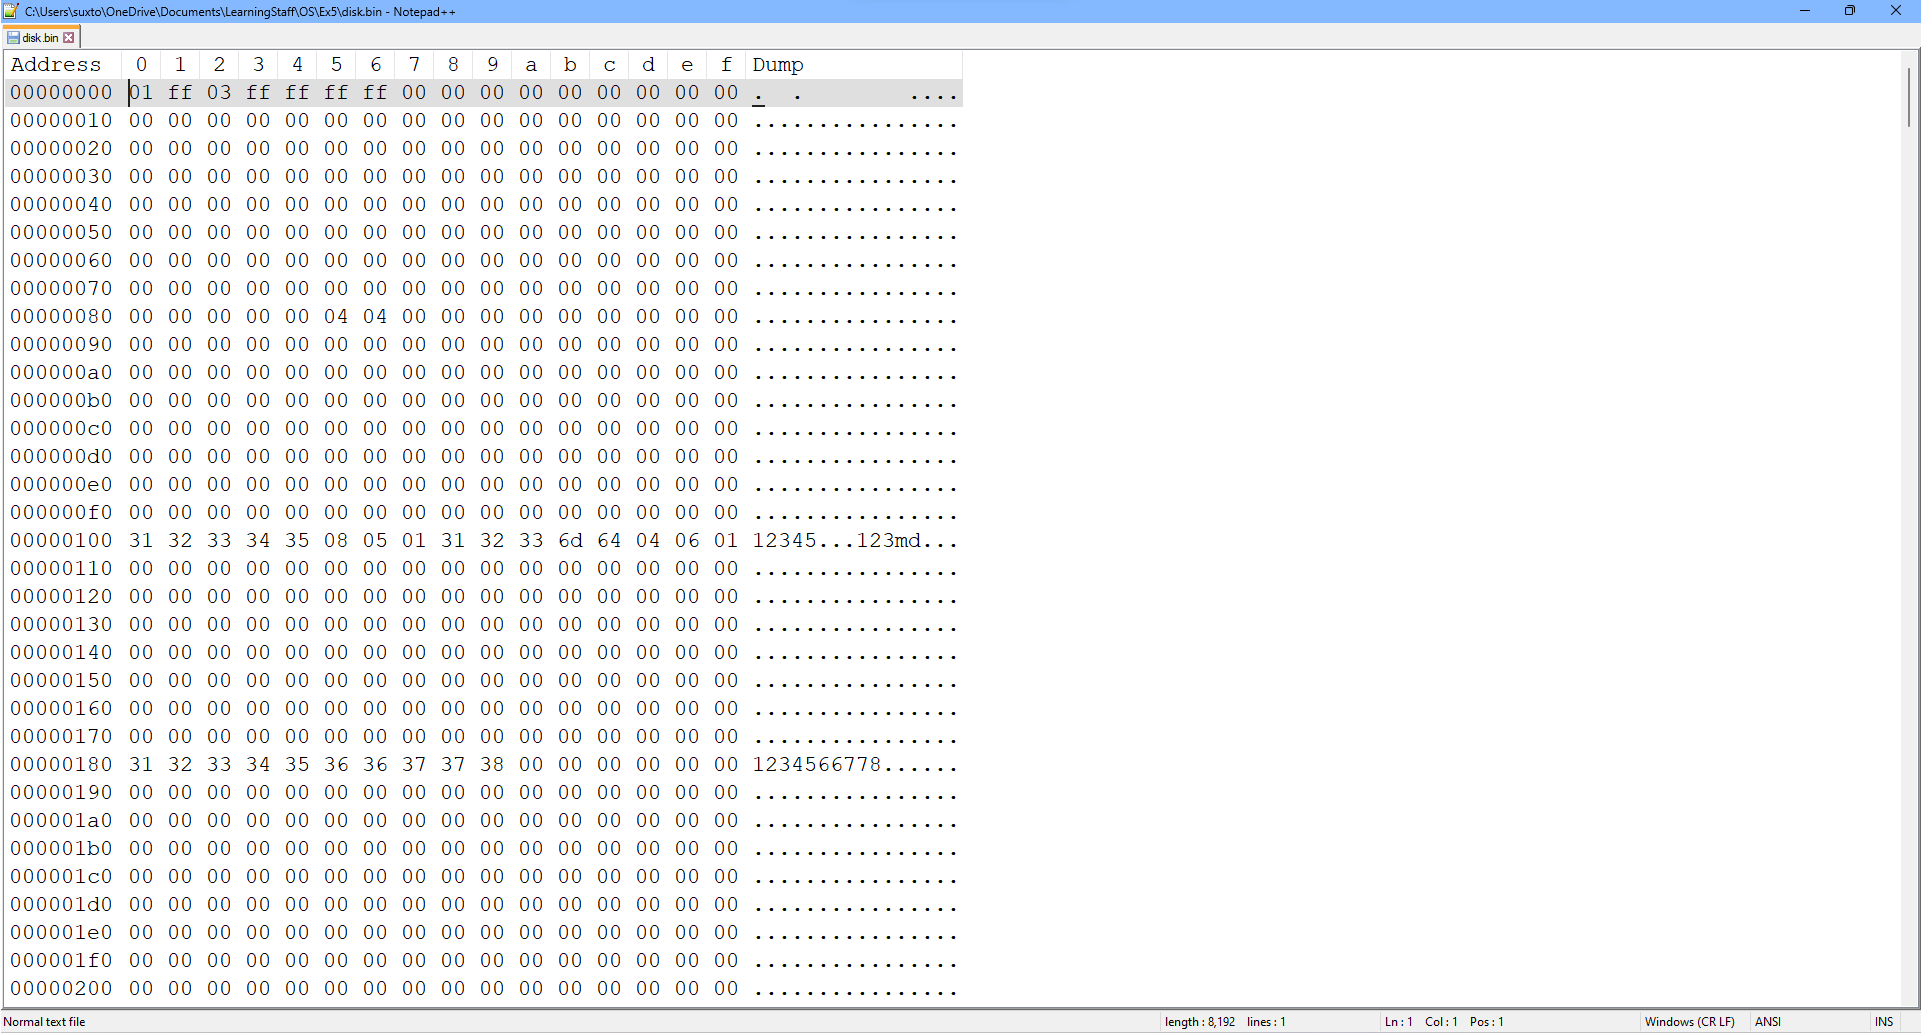 C:\Users\suxto\OneDrive\Documents\LearningStaff\OS\Ex5\disk.bin - Notepad++
disk.bin
Address 0 1 2 3 4 5 6 7 8 9 a b c d e f Dump
00000000 01 ff 03 ff ff ff ff 00 00 00 00 00 00 00 00 00 .  .        ....
00000010 00 00 00 00 00 00 00 00 00 00 00 00 00 00 00 00 ................
00000020 00 00 00 00 00 00 00 00 00 00 00 00 00 00 00 00 ................
00000030 00 00 00 00 00 00 00 00 00 00 00 00 00 00 00 00 ................
00000040 00 00 00 00 00 00 00 00 00 00 00 00 00 00 00 00 ................
00000050 00 00 00 00 00 00 00 00 00 00 00 00 00 00 00 00 ................
00000060 00 00 00 00 00 00 00 00 00 00 00 00 00 00 00 00 ................
00000070 00 00 00 00 00 00 00 00 00 00 00 00 00 00 00 00 ................
00000080 00 00 00 00 00 04 04 00 00 00 00 00 00 00 00 00 ................
00000090 00 00 00 00 00 00 00 00 00 00 00 00 00 00 00 00 ................
000000a0 00 00 00 00 00 00 00 00 00 00 00 00 00 00 00 00 ................
000000b0 00 00 00 00 00 00 00 00 00 00 00 00 00 00 00 00 ................
000000c0 00 00 00 00 00 00 00 00 00 00 00 00 00 00 00 00 ................
000000d0 00 00 00 00 00 00 00 00 00 00 00 00 00 00 00 00 ................
000000e0 00 00 00 00 00 00 00 00 00 00 00 00 00 00 00 00 ................
000000f0 00 00 00 00 00 00 00 00 00 00 00 00 00 00 00 00 ................
00000100 31 32 33 34 35 08 05 01 31 32 33 6d 64 04 06 01 12345...123md...
00000110 00 00 00 00 00 00 00 00 00 00 00 00 00 00 00 00 ................
00000120 00 00 00 00 00 00 00 00 00 00 00 00 00 00 00 00 ................
00000130 00 00 00 00 00 00 00 00 00 00 00 00 00 00 00 00 ................
00000140 00 00 00 00 00 00 00 00 00 00 00 00 00 00 00 00 ................
00000150 00 00 00 00 00 00 00 00 00 00 00 00 00 00 00 00 ................
00000160 00 00 00 00 00 00 00 00 00 00 00 00 00 00 00 00 ................
00000170 00 00 00 00 00 00 00 00 00 00 00 00 00 00 00 00 ................
00000180 31 32 33 34 35 36 36 37 37 38 00 00 00 00 00 00 1234566778......
00000190 00 00 00 00 00 00 00 00 00 00 00 00 00 00 00 00 ................
000001a0 00 00 00 00 00 00 00 00 00 00 00 00 00 00 00 00 ................
000001b0 00 00 00 00 00 00 00 00 00 00 00 00 00 00 00 00 ................
000001c0 00 00 00 00 00 00 00 00 00 00 00 00 00 00 00 00 ................
000001d0 00 00 00 00 00 00 00 00 00 00 00 00 00 00 00 00 ................
000001e0 00 00 00 00 00 00 00 00 00 00 00 00 00 00 00 00 ................
000001f0 00 00 00 00 00 00 00 00 00 00 00 00 00 00 00 00 ................
00000200 00 00 00 00 00 00 00 00 00 00 00 00 00 00 00 00 ................
Normal text file length : 8,192 lines : 1 Ln : 1 Col : 1 Pos : 1 Windows (CR LF) ANSI INS